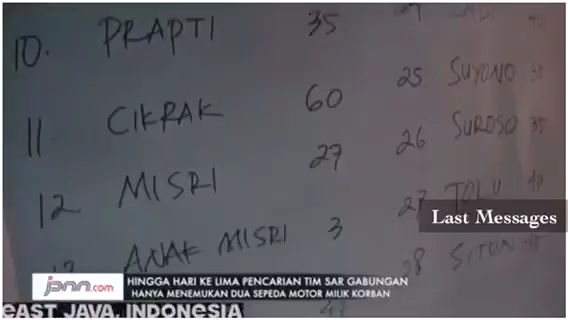 10. PRAPTI 35
11 CIKRAK 60
12 MISRI 27
ANAK MISRI 3
25 SUYONO
26 SUROSO 35
27
28
Last Messages
jpnn.com
HINGGA HARI KE LIMA PENCARIAN TIM SAR GABUNGAN
HANYA MENEMUKAN DUA SEPEDA MOTOR MILIK KORBAN
EAST JAVA, INDONESIA